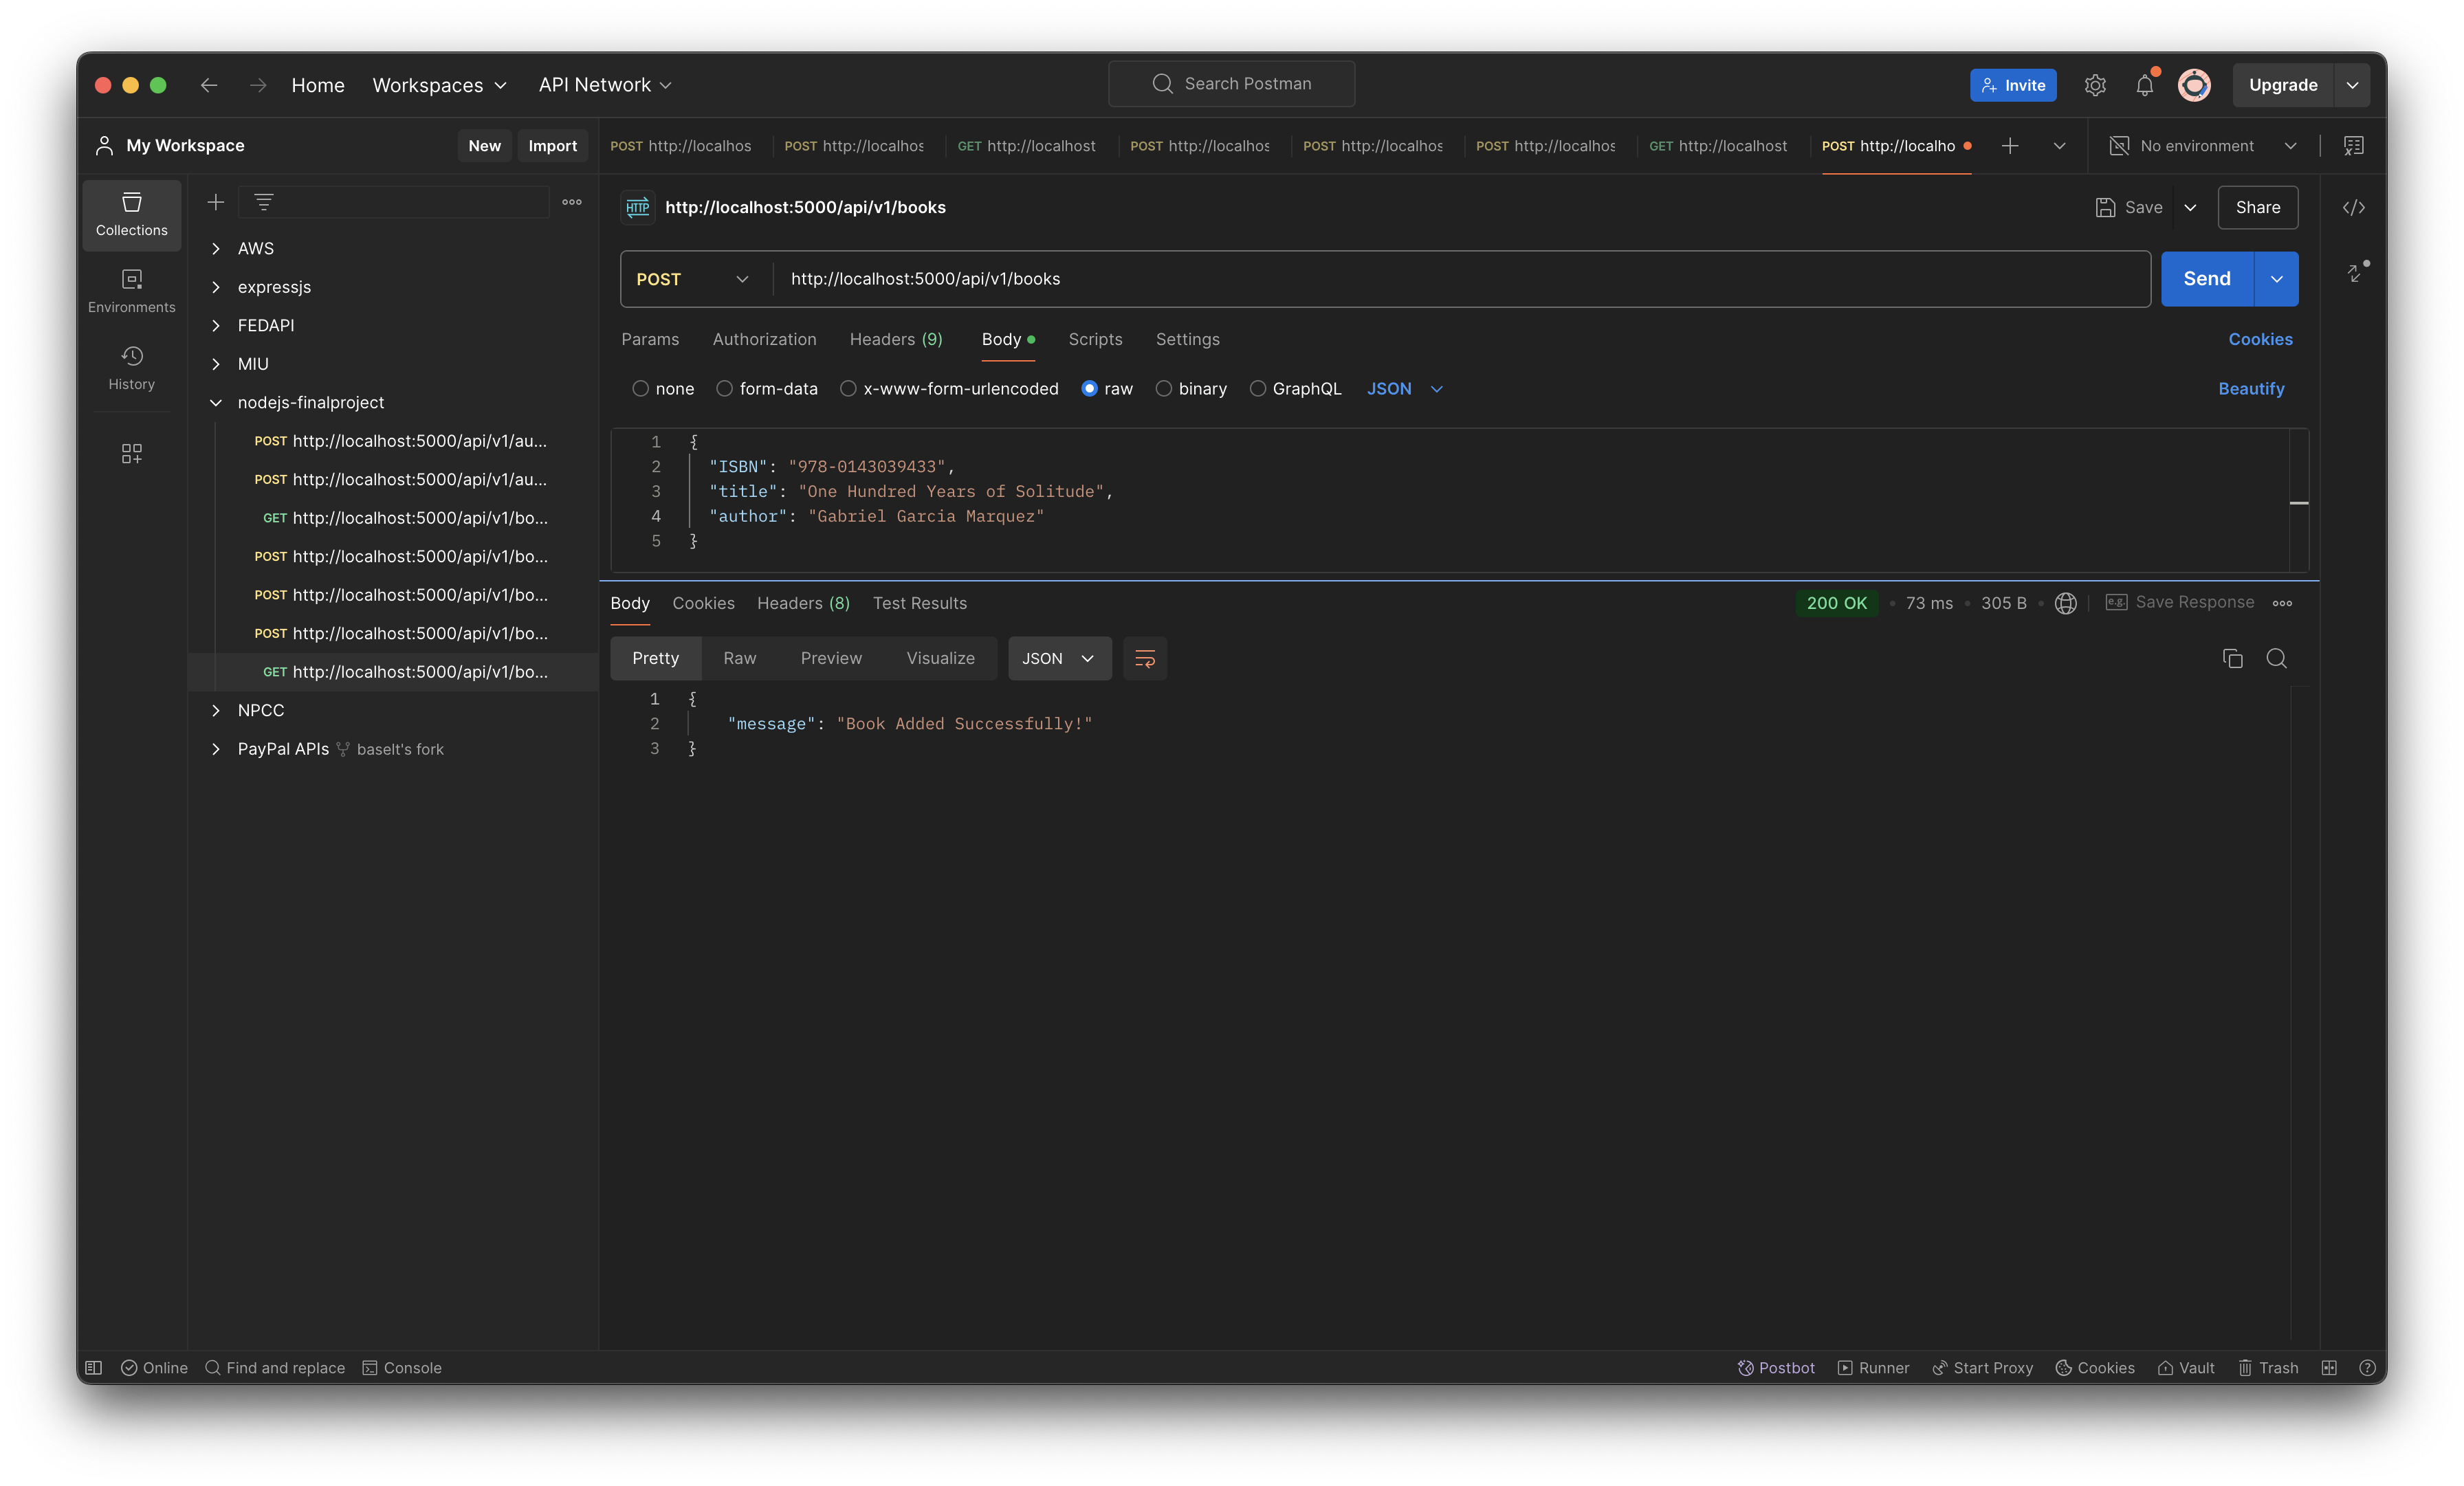 Home Workspaces API Network Search Postman Invite Upgrade
My Workspace New Import POST http://localhos POST http://localhos GET http://localhost POST http://localhos POST http://localhos POST http://localhos GET http://localhost POST http://localho No environment
Collections
Environments
History
AWS
expressjs
FEDAPI
MIU
nodejs-finalproject
POST http://localhost:5000/api/v1/au...
POST http://localhost:5000/api/v1/au...
GET http://localhost:5000/api/v1/bo...
POST http://localhost:5000/api/v1/bo...
POST http://localhost:5000/api/v1/bo...
POST http://localhost:5000/api/v1/bo...
GET http://localhost:5000/api/v1/bo...
NPCC
PayPal APIs baselt's fork
HTTP http://localhost:5000/api/v1/books Save Share
POST http://localhost:5000/api/v1/books Send
Params Authorization Headers (9) Body Scripts Settings Cookies
none form-data x-www-form-urlencoded raw binary GraphQL JSON Beautify
1 {
2 "ISBN": "978-0143039433",
3 "title": "One Hundred Years of Solitude",
4 "author": "Gabriel Garcia Marquez"
5 }
Body Cookies Headers (8) Test Results 200 OK 73 ms 305 B e.g. Save Response
Pretty Raw Preview Visualize JSON
1 {
2 "message": "Book Added Successfully!"
3 }
Online Find and replace Console Postbot Runner Start Proxy Cookies Vault Trash